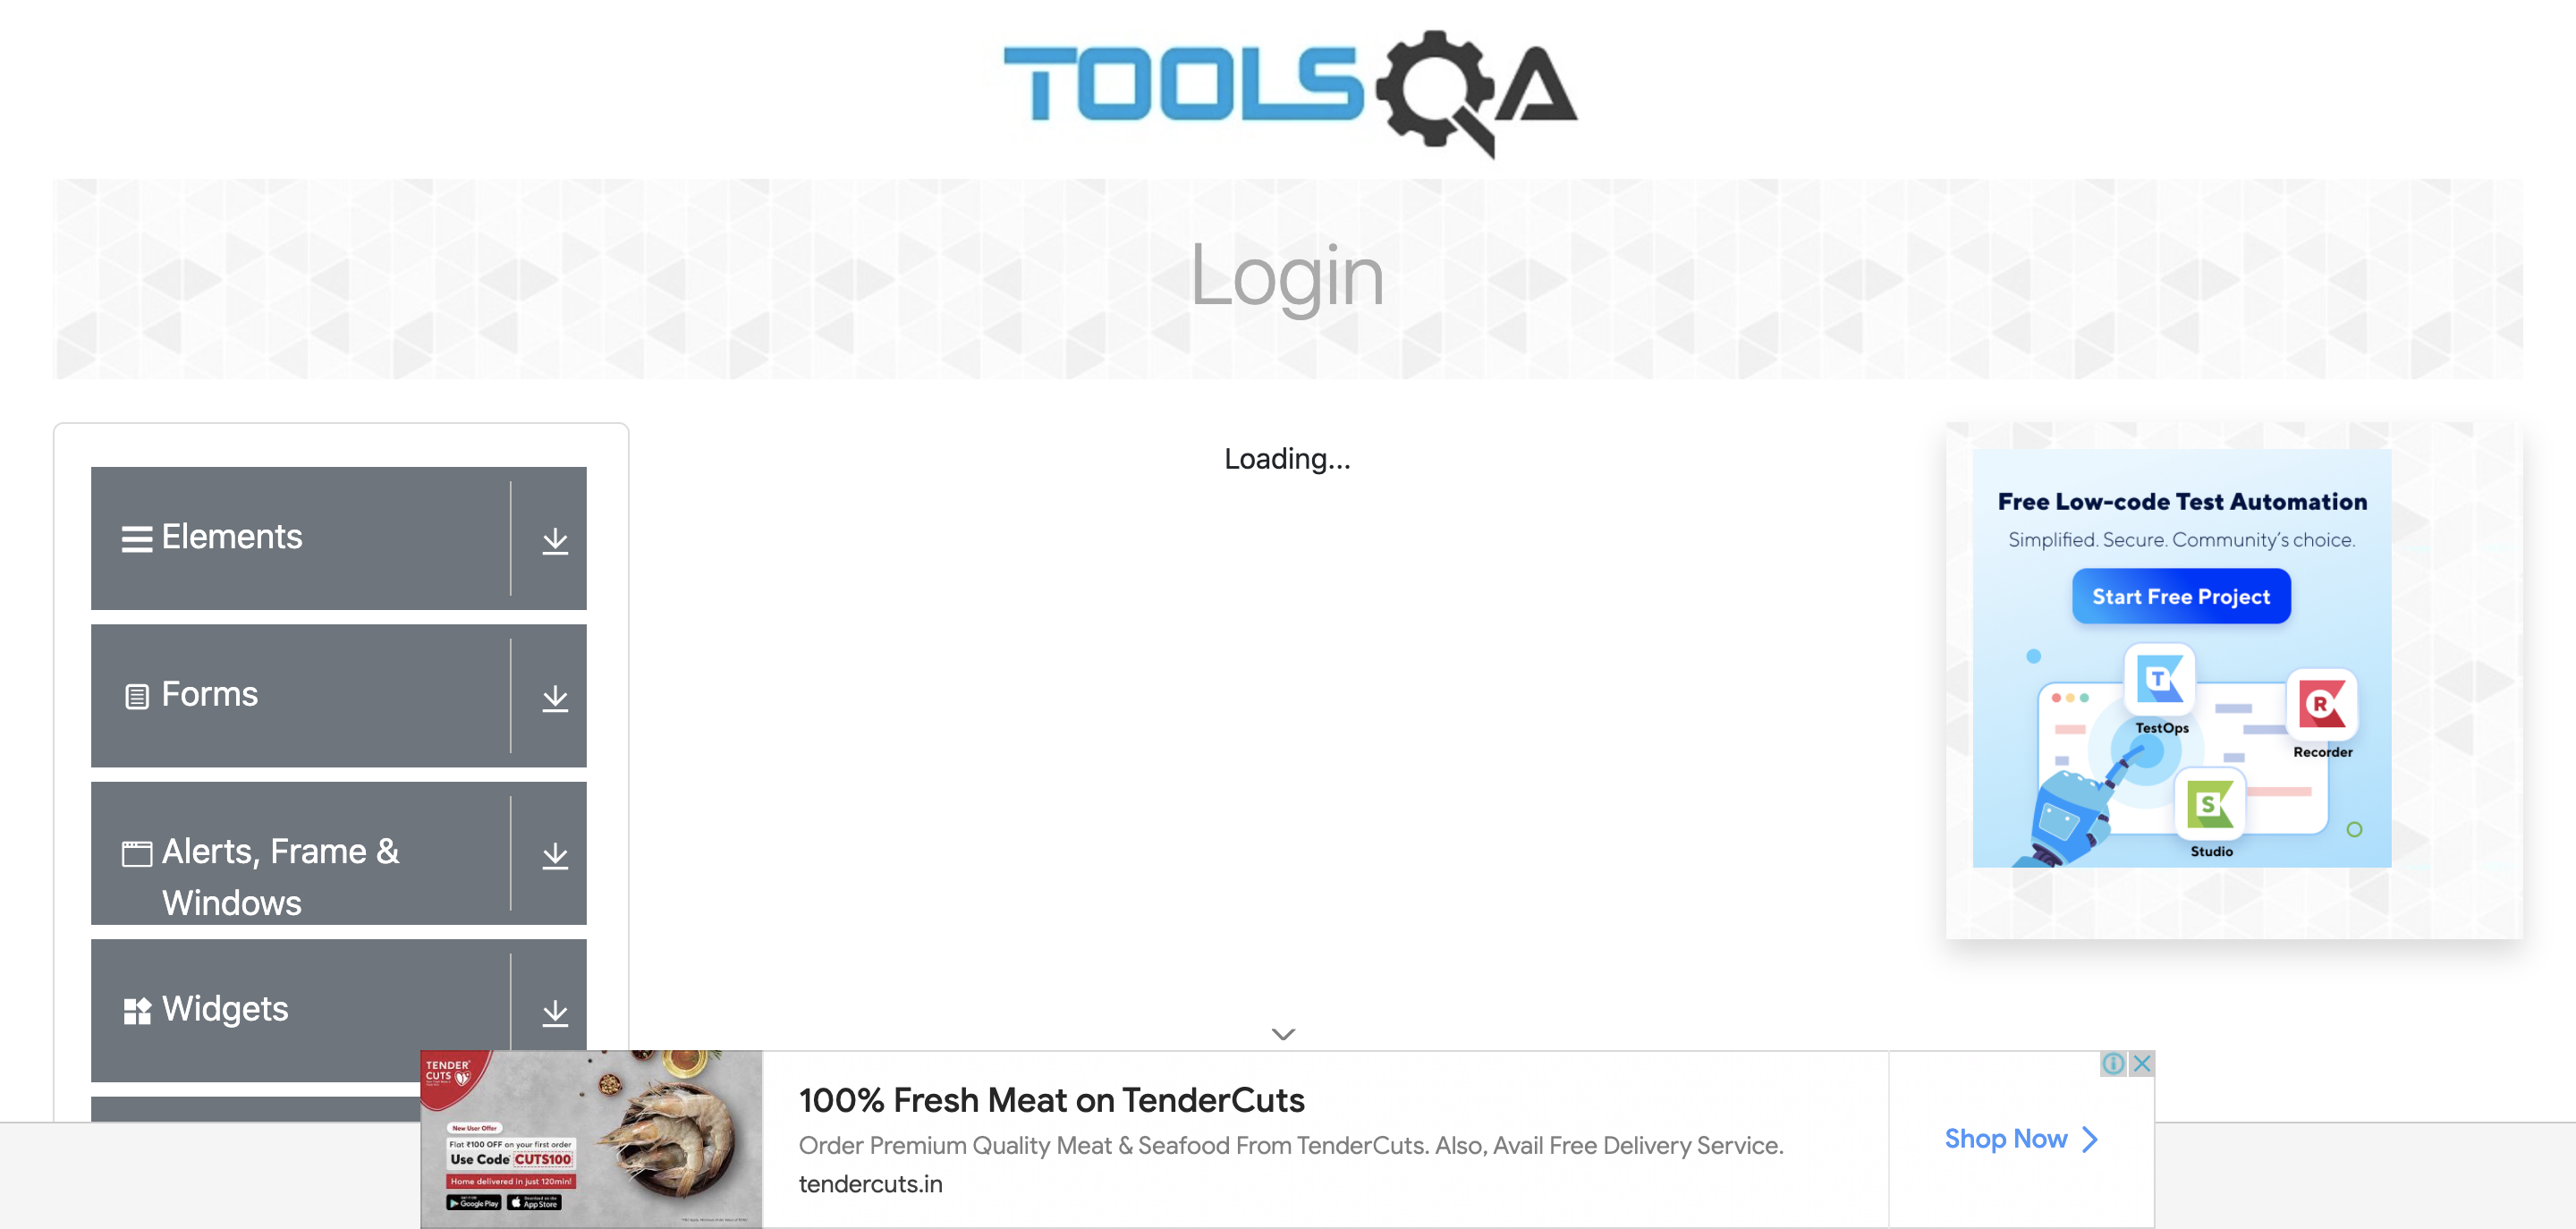 TOOLSQA
Login
Elements
Forms
Alerts, Frame &
Windows
Widgets
Loading...
Free Low-code Test Automation
Simplified. Secure. Community's choice.
Start Free Project
T
TestOps
R
Recorder
S
Studio
TENDER
CUTS
New User Offer
Flat ₹100 OFF on your first order
Use Code CUTS100
Home delivered in just 120min!
Google Play
App Store
100% Fresh Meat on TenderCuts
Order Premium Quality Meat & Seafood From TenderCuts. Also, Avail Free Delivery Service.
tendercuts.in
Shop Now